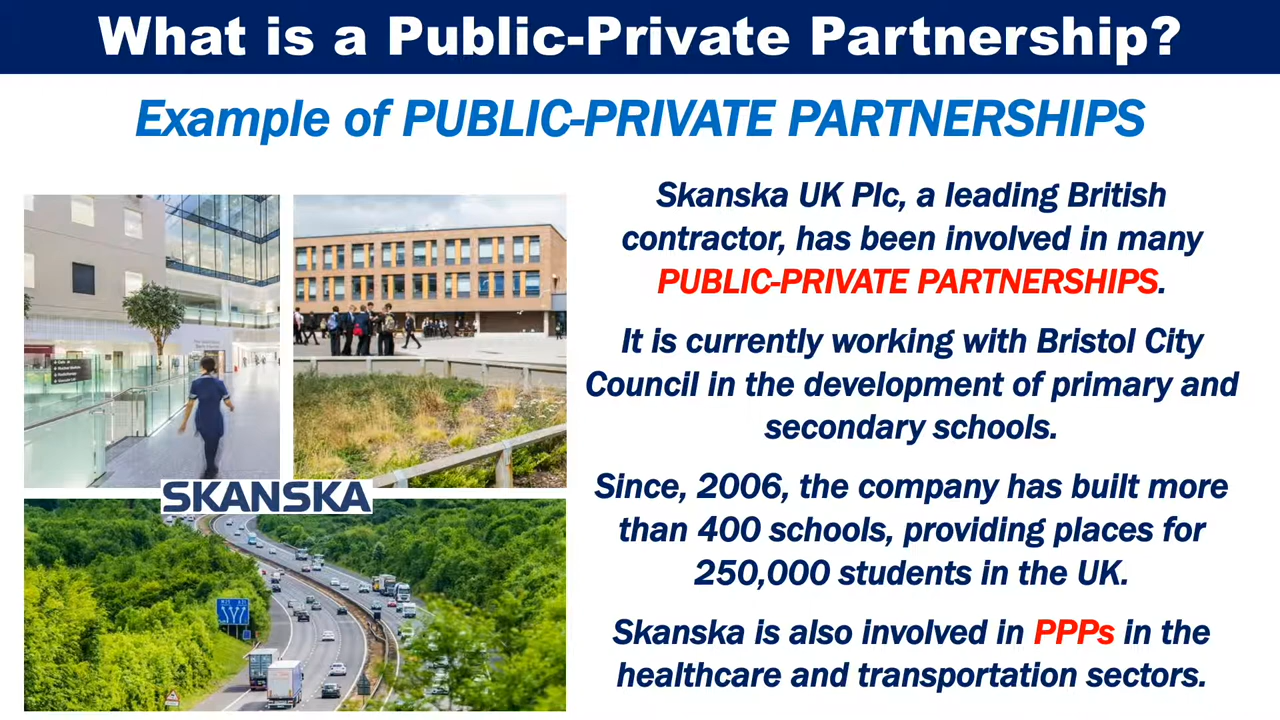 What is a Public-Private Partnership?
Example of PUBLIC-PRIVATE PARTNERSHIPS
Skanska UK Plc, a leading British
contractor, has been involved in many
PUBLIC-PRIVATE PARTNERSHIPS.
It is currently working with Bristol City
Council in the development of primary and
secondary schools.
Since, 2006, the company has built more
than 400 schools, providing places for
250,000 students in the UK.
Skanska is also involved in PPPs in the
healthcare and transportation sectors.
SKANSKA